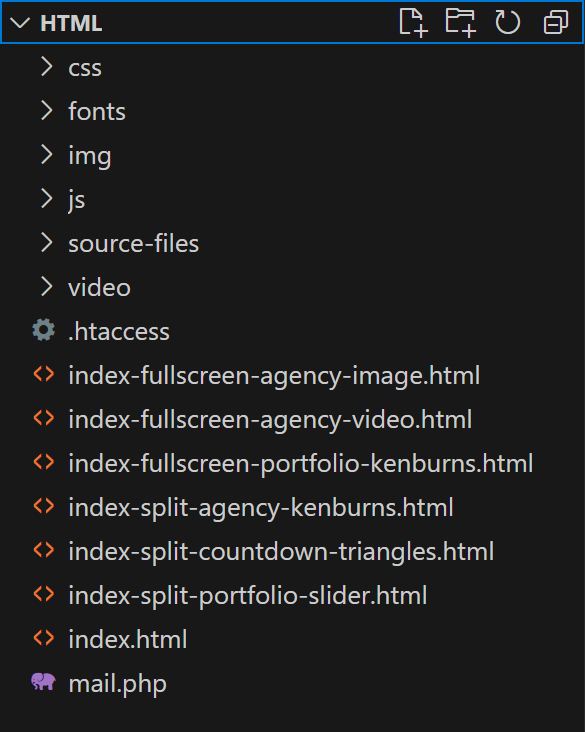 HTML
css
fonts
img
js
source-files
video
.htaccess
index-fullscreen-agency-image.html
index-fullscreen-agency-video.html
index-fullscreen-portfolio-kenburns.html
index-split-agency-kenburns.html
index-split-countdown-triangles.html
index-split-portfolio-slider.html
index.html
mail.php